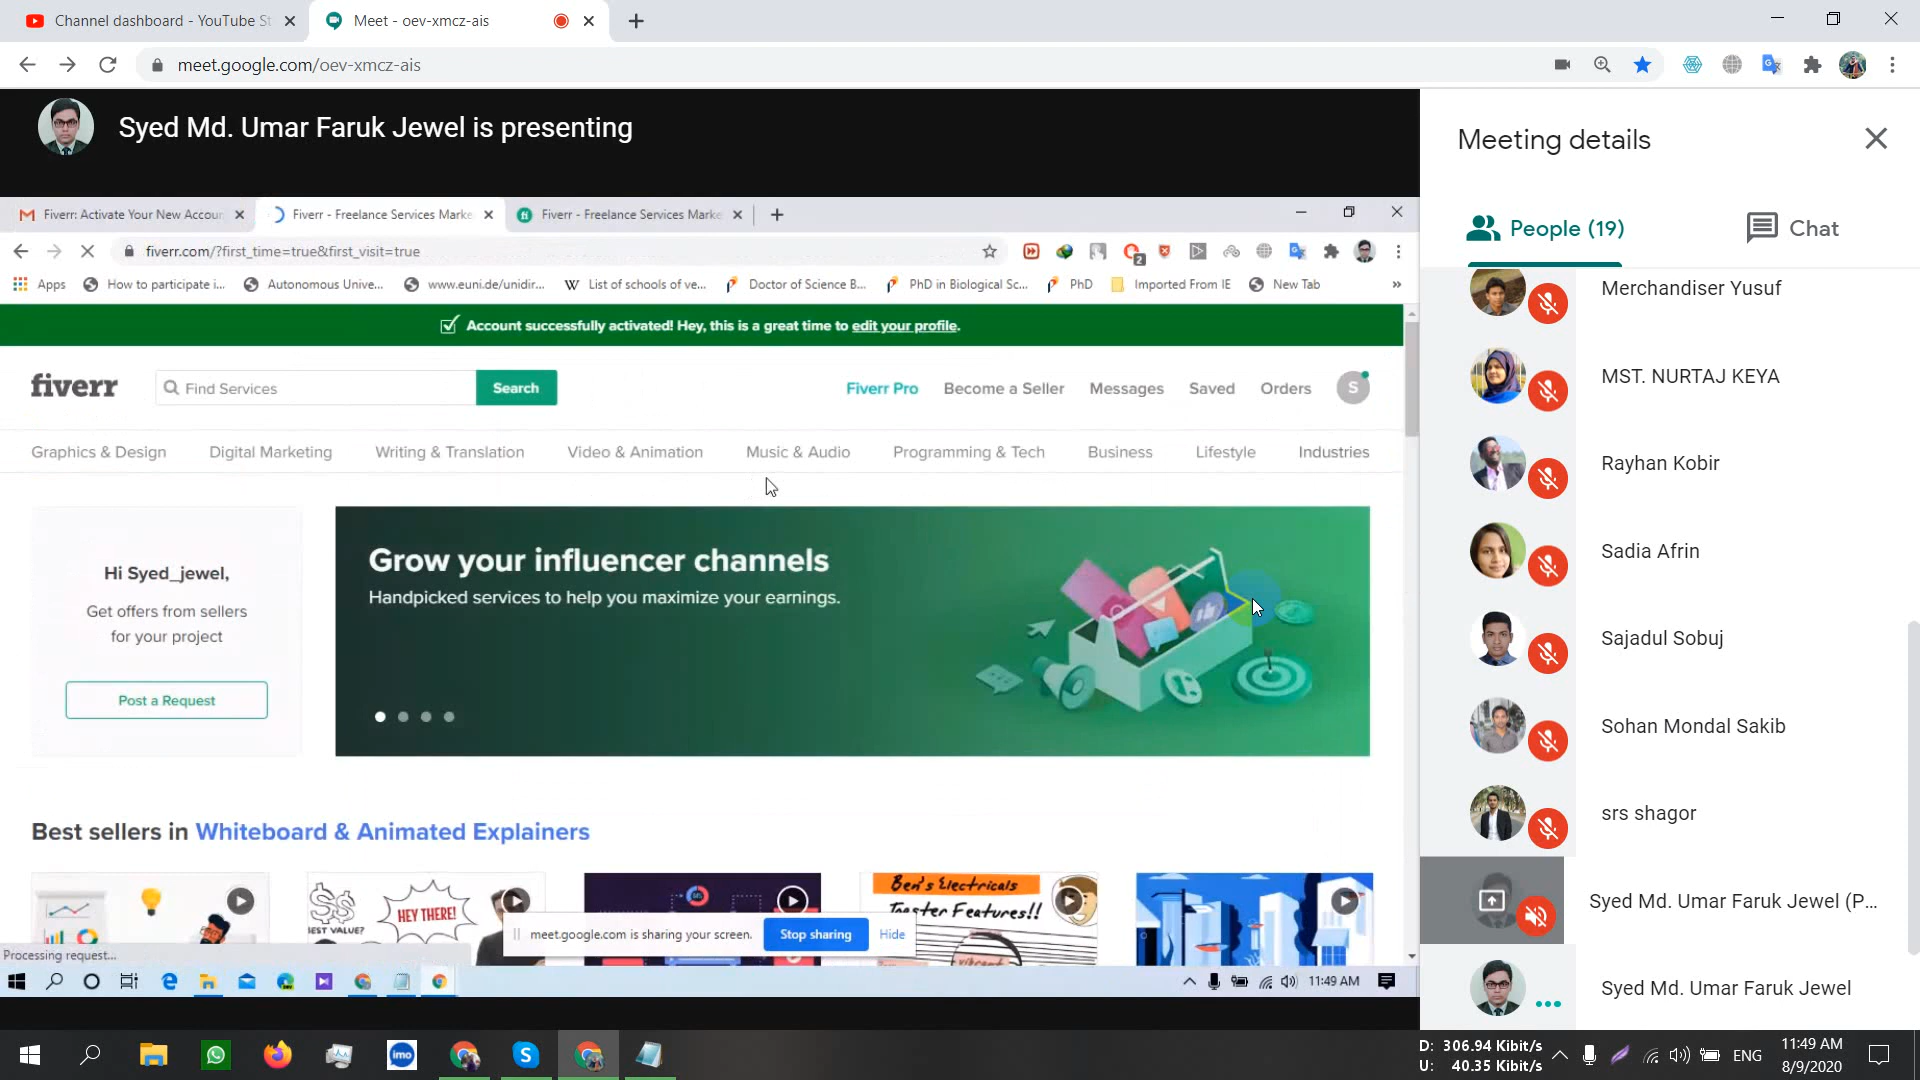 Channel dashboard - YouTube St
Meet - oev-xmcz-ais
meet.google.com/oev-xmcz-ais
Syed Md. Umar Faruk Jewel is presenting
Fiverr: Activate Your New Accour
Fiverr - Freelance Services Marke
Fiverr - Freelance Services Marke
fiverr.com/?first_time=true&first_visit=true
2
Apps
How to participate i...
Autonomous Unive...
www.euni.de/unidir...
List of schools of ve...
Doctor of Science B...
PhD in Biological Sc...
PhD
Imported From IE
New Tab
»
Account successfully activated! Hey, this is a great time to edit your profile.
fiverr
Find Services
Search
Fiverr Pro
Become a Seller
Messages
Saved
Orders
S
Graphics & Design
Digital Marketing
Writing & Translation
Video & Animation
Music & Audio
Programming & Tech
Business
Lifestyle
Industries
Hi Syed_jewel,
Get offers from sellers
for your project
Post a Request
Grow your influencer channels
Handpicked services to help you maximize your earnings.
Best sellers in Whiteboard & Animated Explainers
HEY THERE!
BEST VALUE?
Ben's Electricals
Toaster Features!!
vibrant
meet.google.com is sharing your screen.
Stop sharing
Hide
Processing request...
11:49 AM
Meeting details
People (19)
Chat
Merchandiser Yusuf
MST. NURTAJ KEYA
Rayhan Kobir
Sadia Afrin
Sajadul Sobuj
Sohan Mondal Sakib
srs shagor
Syed Md. Umar Faruk Jewel (P...
Syed Md. Umar Faruk Jewel
imo
D: 306.94 Kibit/s
U: 40.35 Kibit/s
ENG
11:49 AM
8/9/2020